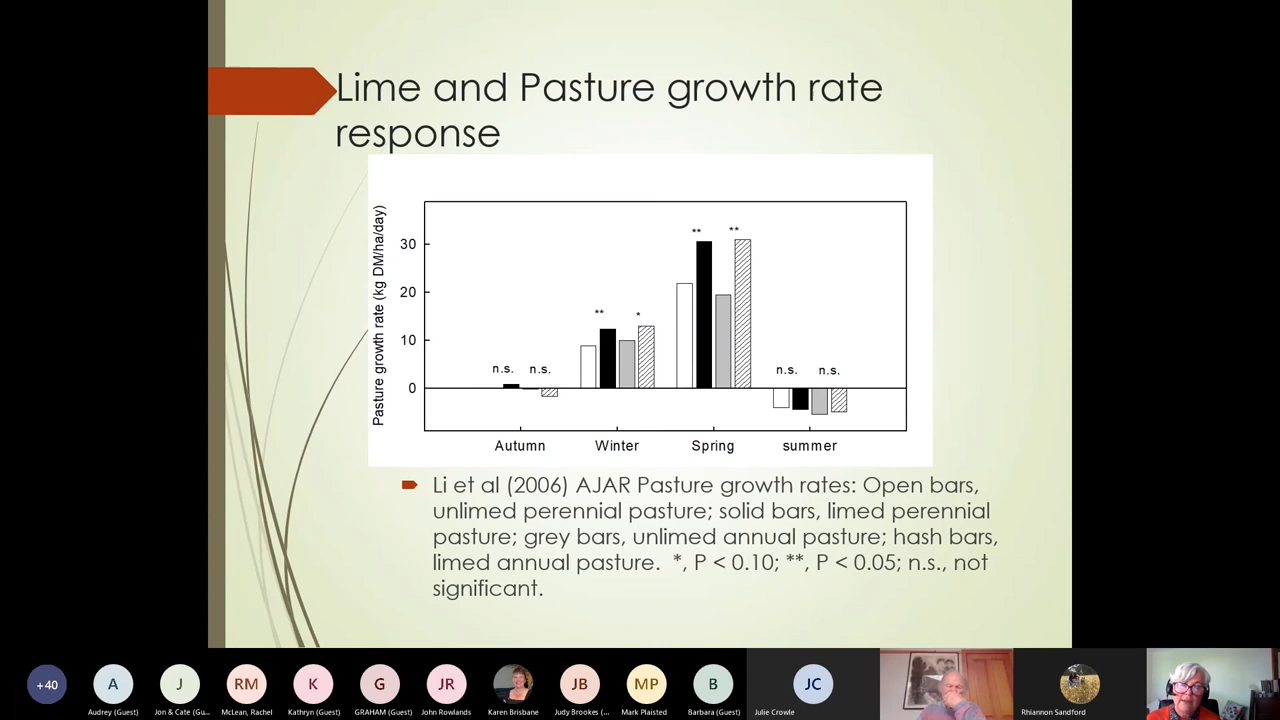 Lime and Pasture growth rate
response
Pasture growth rate (kg DM/ha/day)
30
20
10
0
** **
** *
n.s. n.s.
n.s. n.s.
Autumn Winter Spring summer
Li et al (2006) AJAR Pasture growth rates: Open bars,
unlimed perennial pasture; solid bars, limed perennial
pasture; grey bars, unlimed annual pasture; hash bars,
limed annual pasture. *, P < 0.10; **, P < 0.05; n.s., not
significant.
+40 A J RM K G JR JB MP B JC
Audrey (Guest) Jon & Cate (Gu... McLean, Rachel Kathryn (Guest) GRAHAM (Guest) John Rowlands Karen Brisbane Judy Brookes (... Mark Plaisted Barbara (Guest) Julie Crowle Rhiannon Sandford